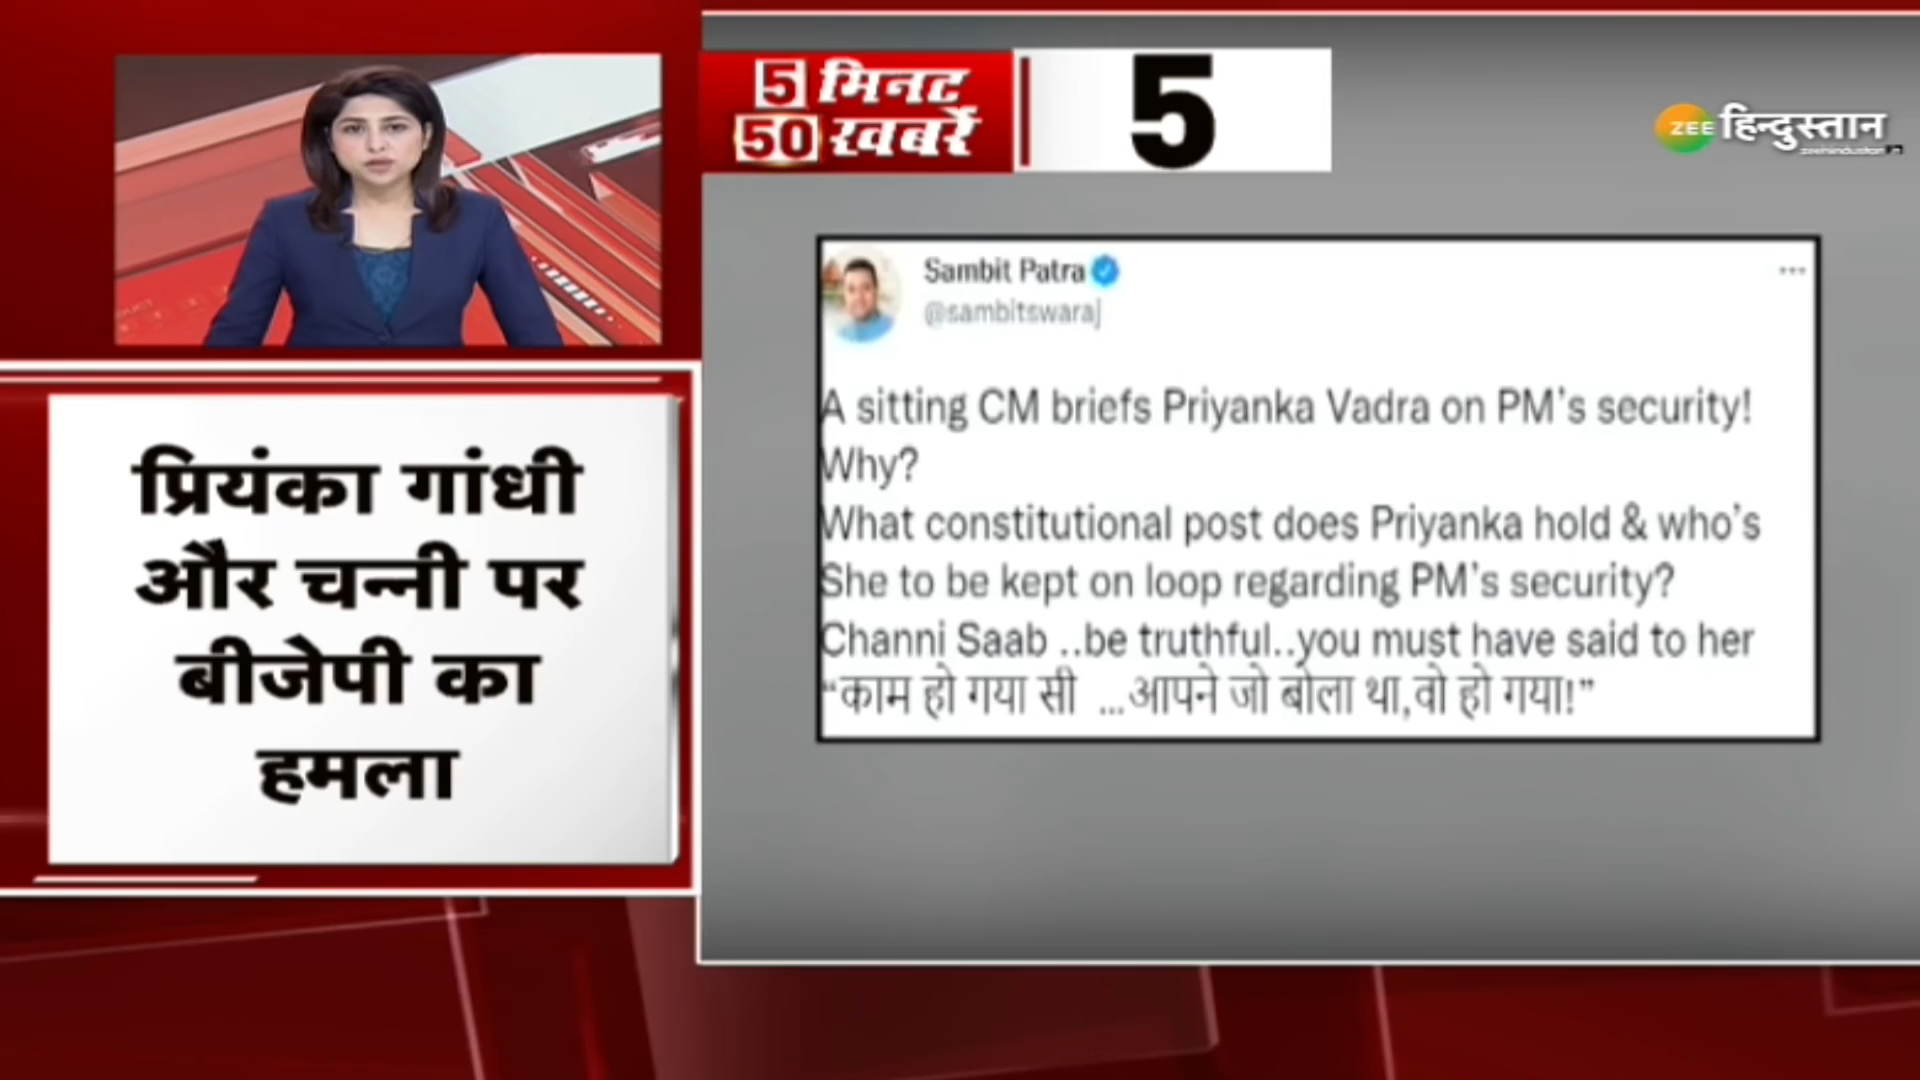 5 मिनट
50 खबरें
5
ZEE हिन्दुस्तान
Sambit Patra
@sambitswaraj
A sitting CM briefs Priyanka Vadra on PM's security!
Why?
What constitutional post does Priyanka hold & who's
She to be kept on loop regarding PM's security?
Channi Saab ..be truthful..you must have said to her
“काम हो गया सी ...आपने जो बोला था,वो हो गया!”
प्रियंका गांधी
और चन्नी पर
बीजेपी का
हमला